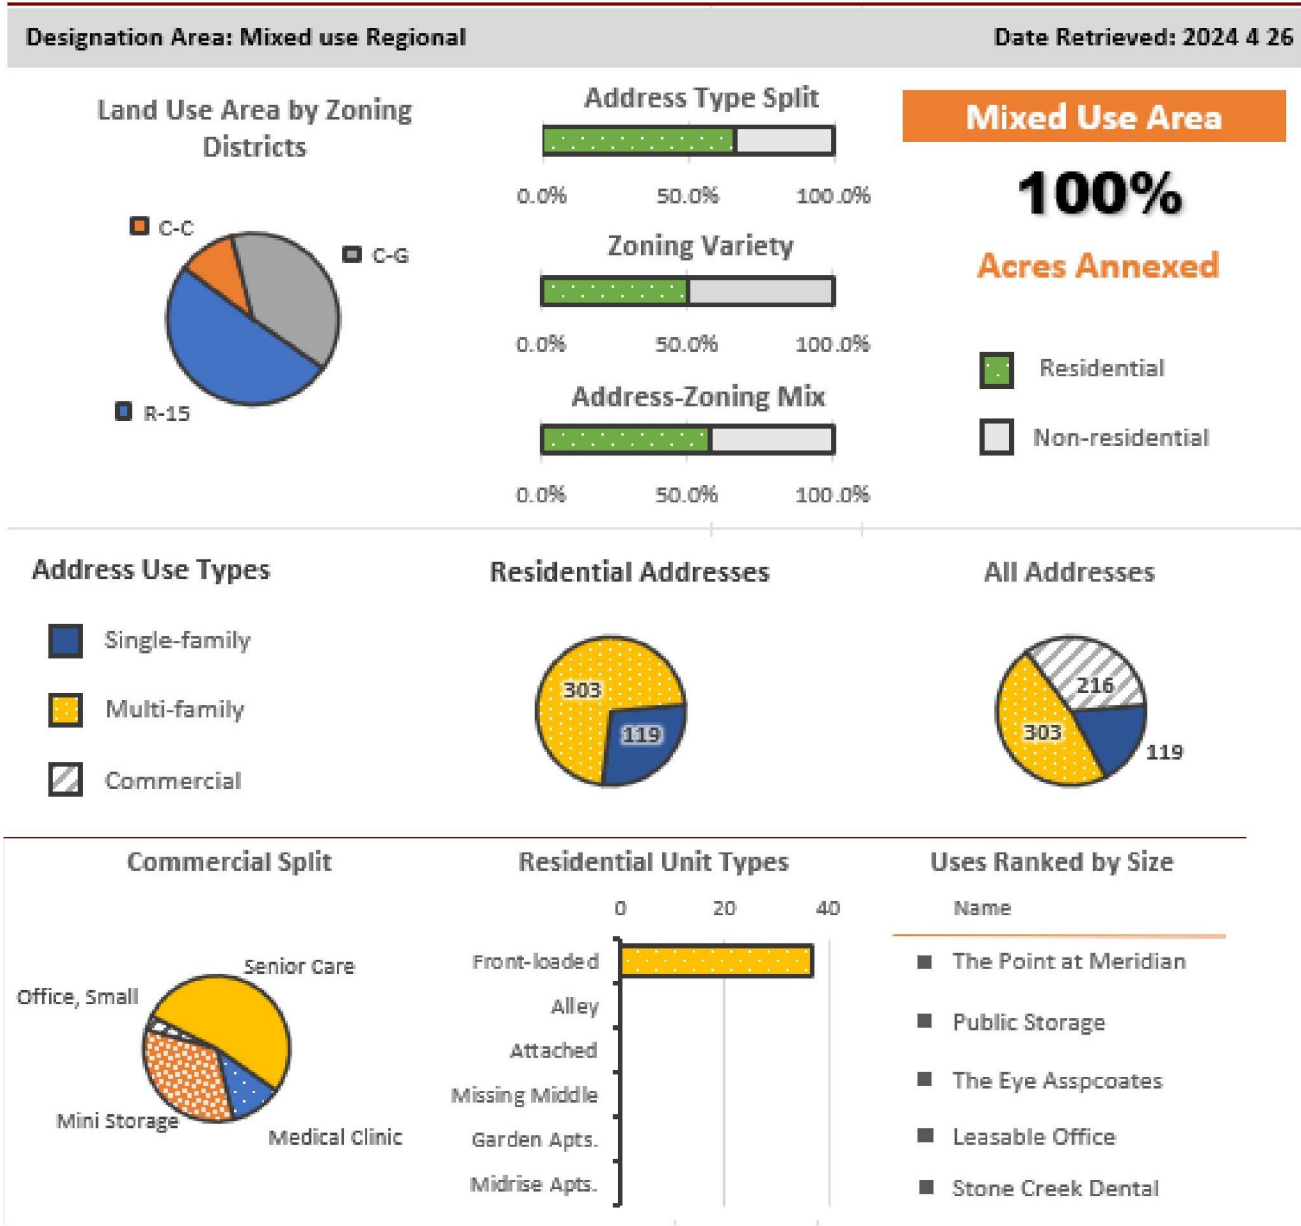 Designation Area: Mixed use Regional
Date Retrieved: 2024 4 26
Land Use Area by Zoning
Districts
C-C
C-G
R-15
Address Type Split
0.0% 50.0% 100.0%
Zoning Variety
0.0% 50.0% 100.0%
Address-Zoning Mix
0.0% 50.0% 100.0%
Mixed Use Area
100%
Acres Annexed
Residential
Non-residential
Address Use Types
Single-family
Multi-family
Commercial
Residential Addresses
303
119
All Addresses
216
303
119
Commercial Split
Senior Care
Office, Small
Mini Storage
Medical Clinic
Residential Unit Types
0 20 40
Front-loaded
Alley
Attached
Missing Middle
Garden Apts.
Midrise Apts.
Uses Ranked by Size
Name
The Point at Meridian
Public Storage
The Eye Asspcoates
Leasable Office
Stone Creek Dental